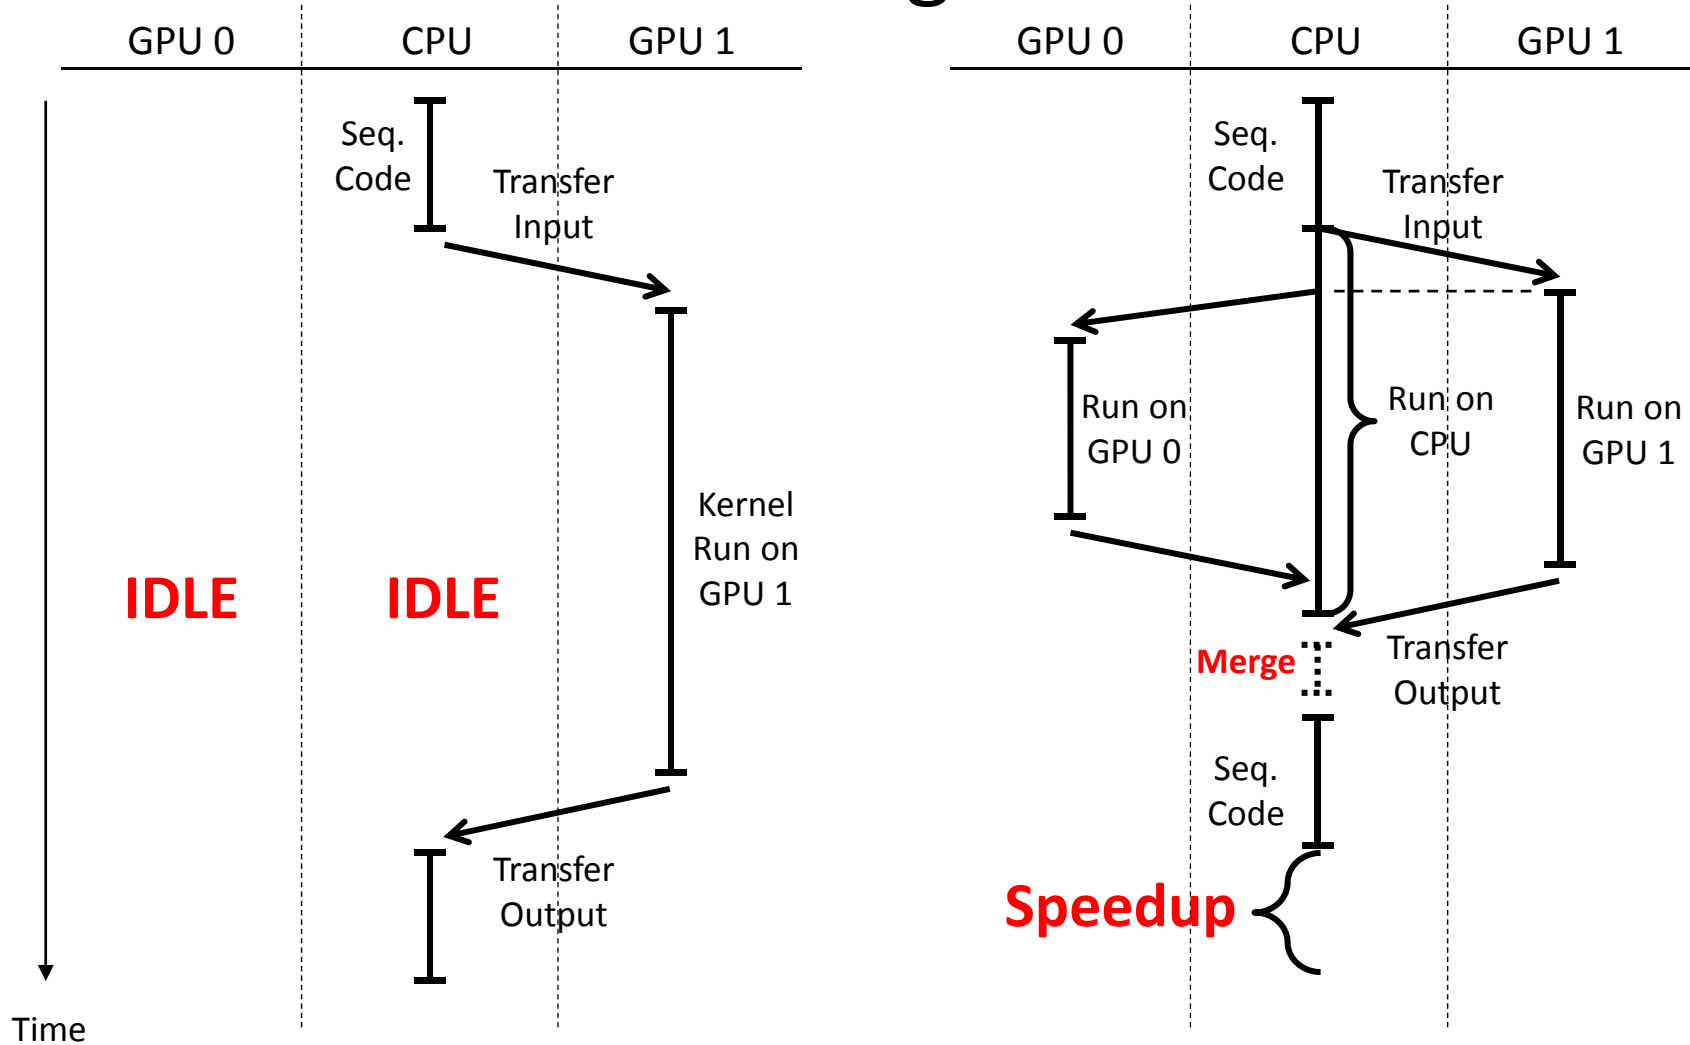 GPU 0
CPU
GPU 1
Seq.
Code
Transfer
Input
Kernel
Run on
GPU 1
IDLE
IDLE
Transfer
Output
Time
GPU 0
CPU
GPU 1
Seq.
Code
Transfer
Input
Run on
GPU 0
Run on
CPU
Run on
GPU 1
Merge
Transfer
Output
Seq.
Code
Speedup